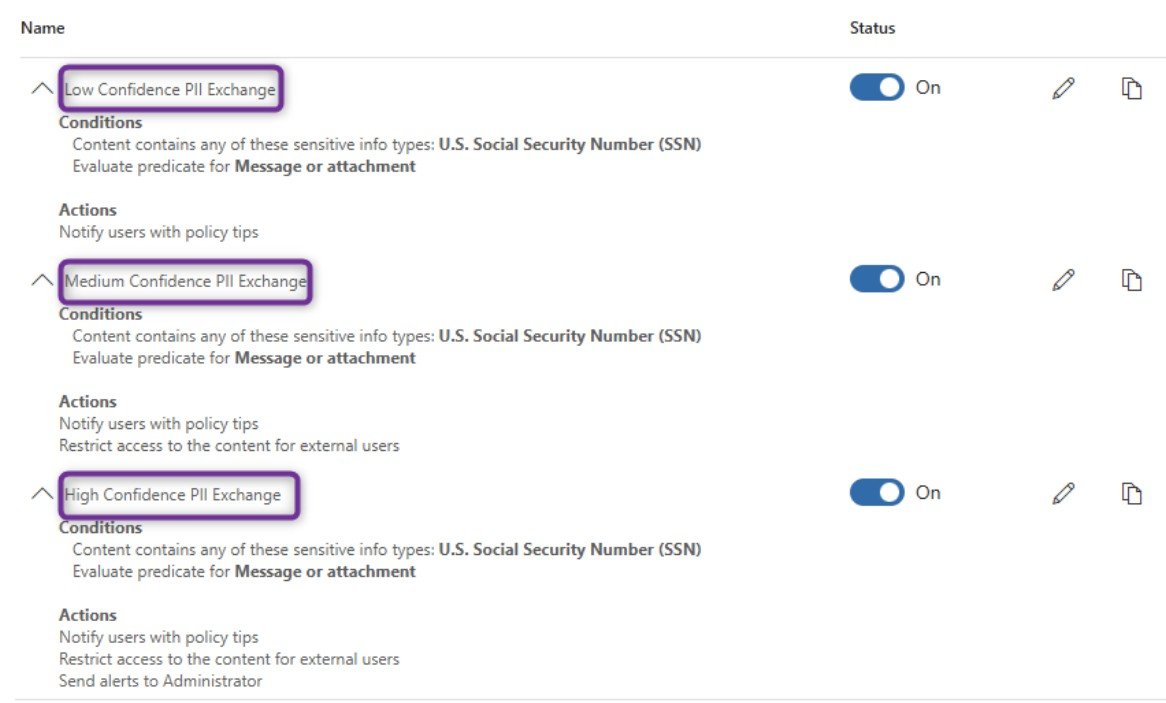 Name Status
Low Confidence PII Exchange On
Conditions
Content contains any of these sensitive info types: U.S. Social Security Number (SSN)
Evaluate predicate for Message or attachment
Actions
Notify users with policy tips
Medium Confidence PII Exchange On
Conditions
Content contains any of these sensitive info types: U.S. Social Security Number (SSN)
Evaluate predicate for Message or attachment
Actions
Notify users with policy tips
Restrict access to the content for external users
High Confidence PII Exchange On
Conditions
Content contains any of these sensitive info types: U.S. Social Security Number (SSN)
Evaluate predicate for Message or attachment
Actions
Notify users with policy tips
Restrict access to the content for external users
Send alerts to Administrator